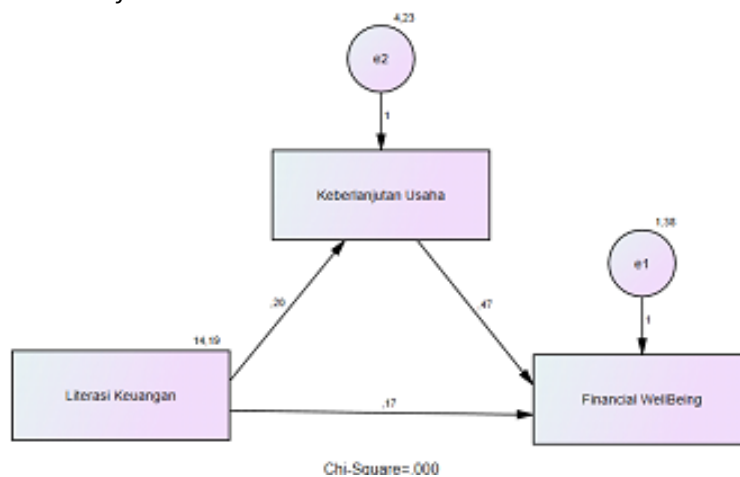 4,23
e2
1
Keberlanjutan Usaha
1,38
e1
,47
1
14,19
Literasi Keuangan
,17
Financial WellBeing
Chi-Square=,000